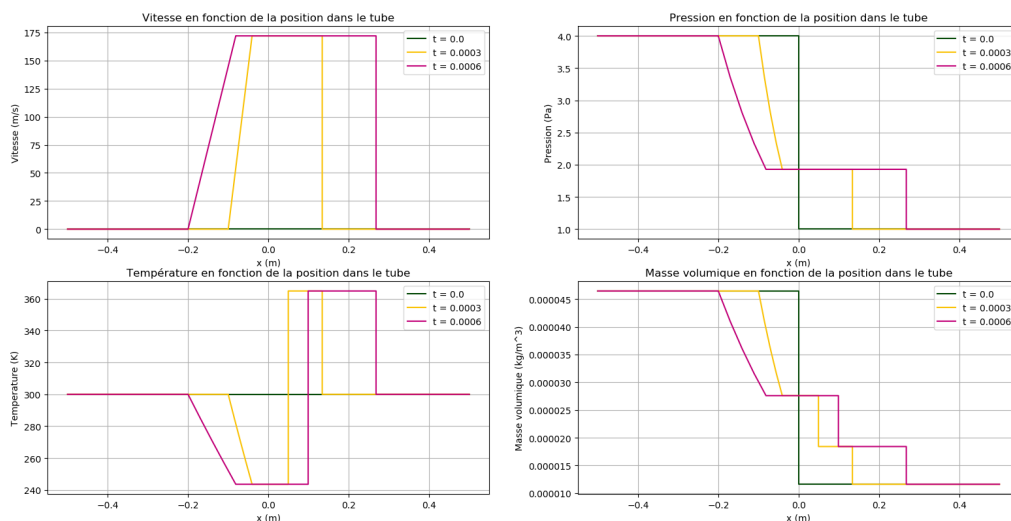 Vitesse en fonction de la position dans le tube
175
150
125
100
75
50
25
0
Vitesse (m/s)
−0.4 −0.2 0.0 0.2 0.4
x (m)
t = 0.0
t = 0.0003
t = 0.0006
Pression en fonction de la position dans le tube
4.0
3.5
3.0
2.5
2.0
1.5
1.0
Pression (Pa)
−0.4 −0.2 0.0 0.2 0.4
x (m)
t = 0.0
t = 0.0003
t = 0.0006
Température en fonction de la position dans le tube
360
340
320
300
280
260
240
Temperature (K)
−0.4 −0.2 0.0 0.2 0.4
x (m)
t = 0.0
t = 0.0003
t = 0.0006
Masse volumique en fonction de la position dans le tube
0.000045
0.000040
0.000035
0.000030
0.000025
0.000020
0.000015
0.000010
Masse volumique (kg/m^3)
−0.4 −0.2 0.0 0.2 0.4
x (m)
t = 0.0
t = 0.0003
t = 0.0006